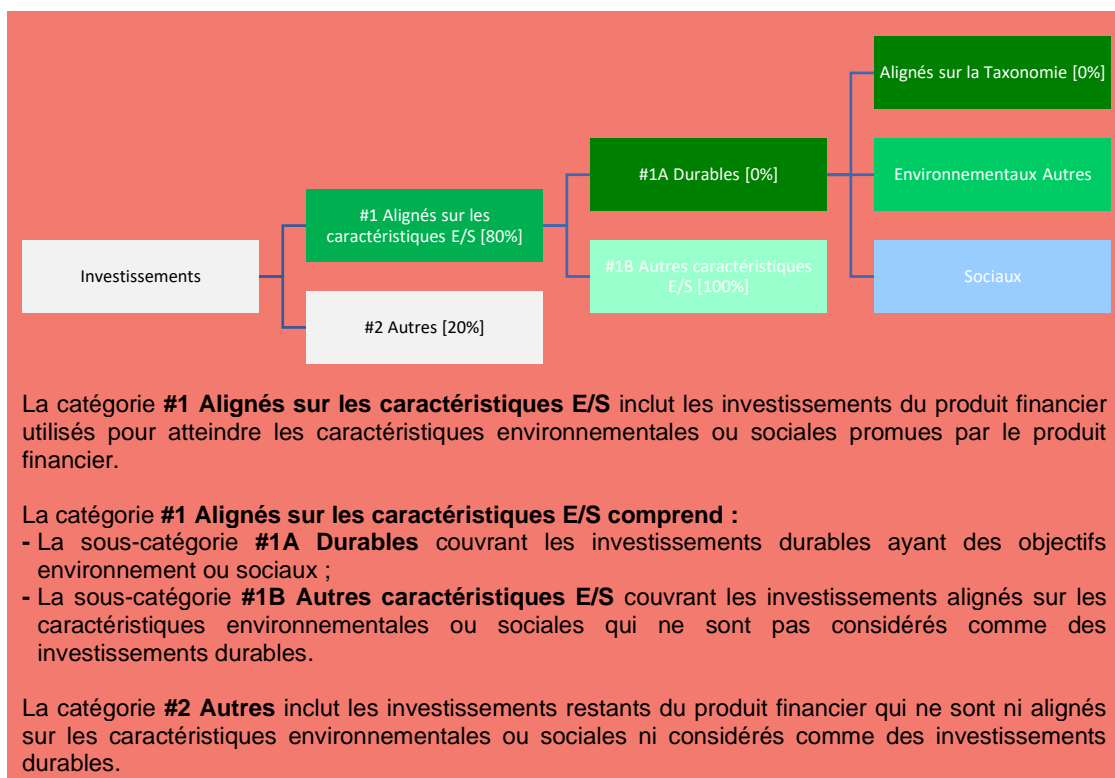 Alignés sur la Taxonomie [0%]
#1A Durables [0%]
Environnementaux Autres
#1 Alignés sur les
caractéristiques E/S [80%]
#1B Autres caractéristiques
E/S [100%]
Investissements
Sociaux
#2 Autres [20%]
La catégorie #1 Alignés sur les caractéristiques E/S inclut les investissements du produit financier
utilisés pour atteindre les caractéristiques environnementales ou sociales promues par le produit
financier.
La catégorie #1 Alignés sur les caractéristiques E/S comprend :
- La sous-catégorie #1A Durables couvrant les investissements durables ayant des objectifs
environnement ou sociaux ;
- La sous-catégorie #1B Autres caractéristiques E/S couvrant les investissements alignés sur les
caractéristiques environnementales ou sociales qui ne sont pas considérés comme des
investissements durables.
La catégorie #2 Autres inclut les investissements restants du produit financier qui ne sont ni alignés
sur les caractéristiques environnementales ou sociales ni considérés comme des investissements
durables.